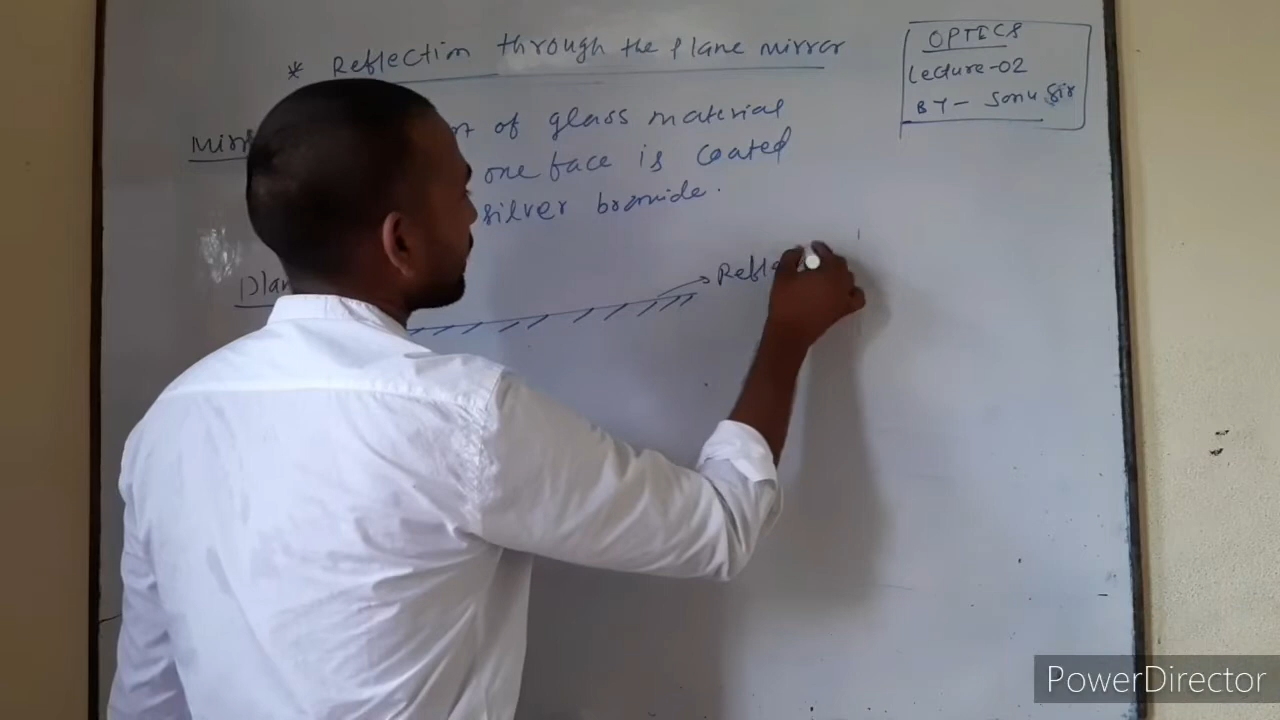 * Reflection through the plane mirror
OPTICS
Lecture-02
BY - Sonu Sir
of glass material
one face is coated
silver bromide.
Refle
PowerDirector